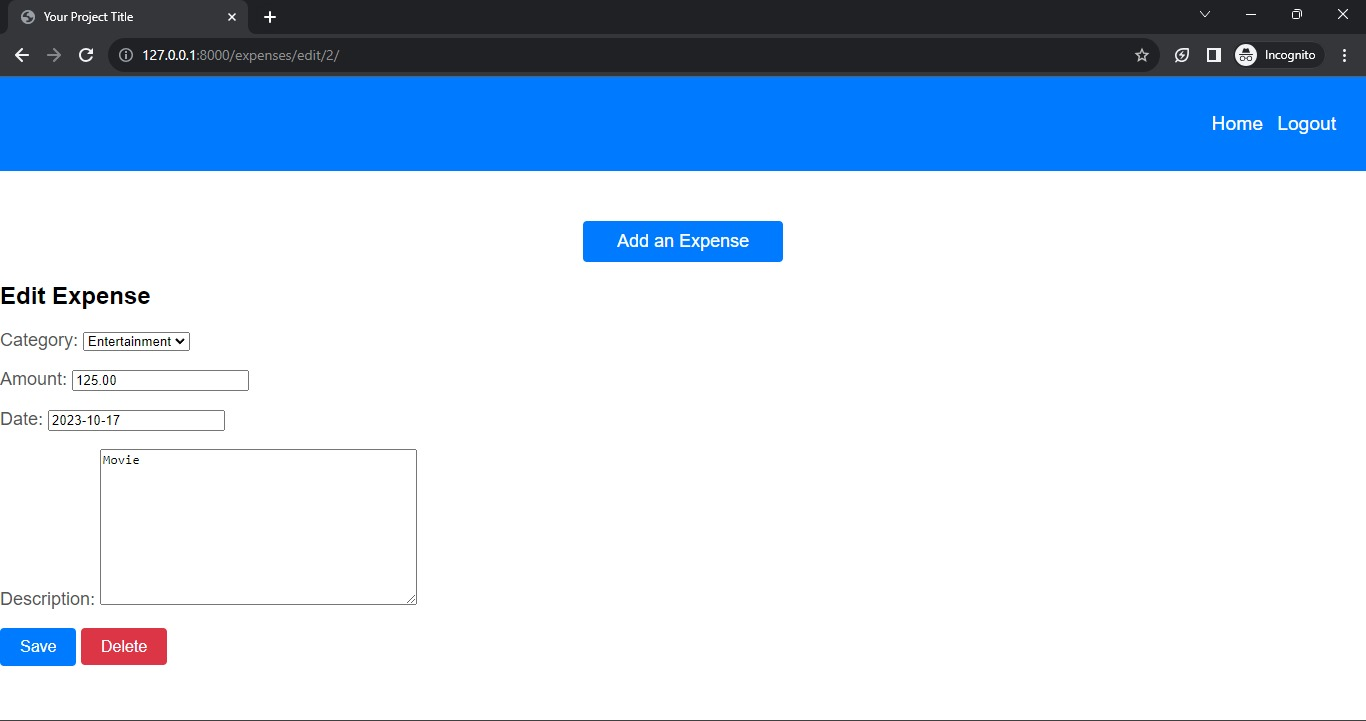 Your Project Title
127.0.0.1:8000/expenses/edit/2/
Incognito
Home Logout
Add an Expense
Edit Expense
Category: Entertainment
Amount: 125.00
Date: 2023-10-17
Movie
Description:
Save Delete